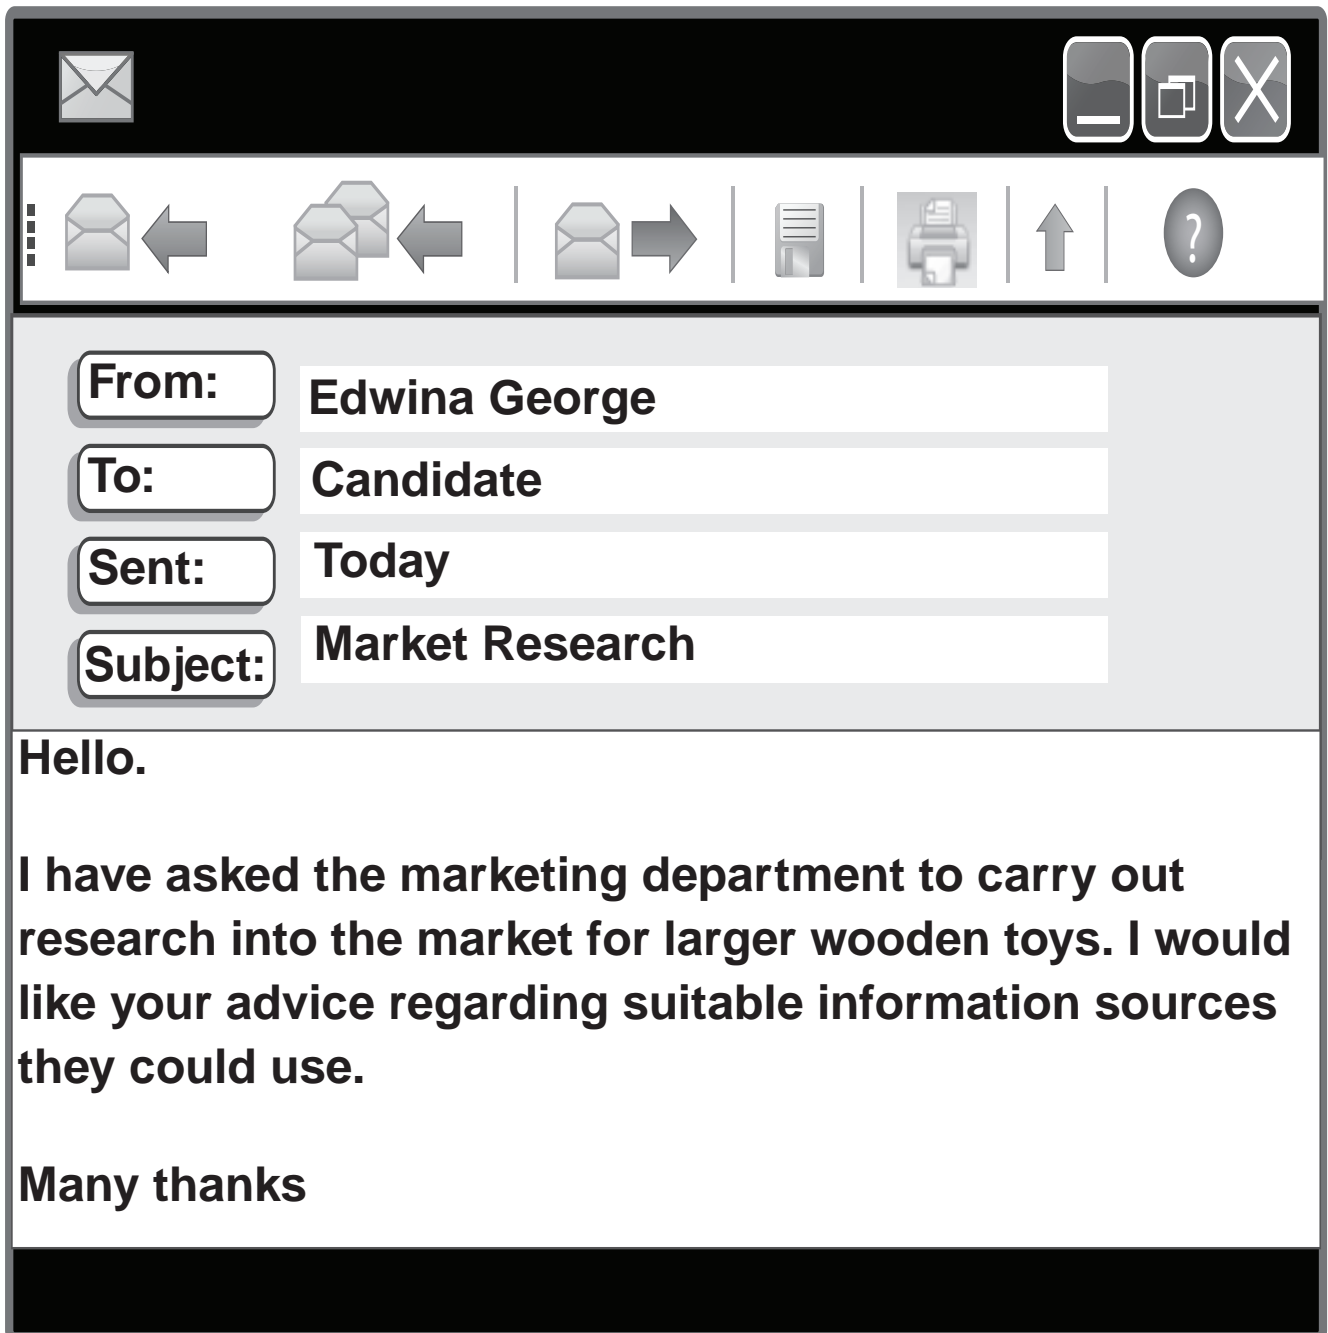 From:
Edwina George
To:
Candidate
Sent:
Today
Subject:
Market Research
Hello.
I have asked the marketing department to carry out
research into the market for larger wooden toys. I would
like your advice regarding suitable information sources
they could use.
Many thanks